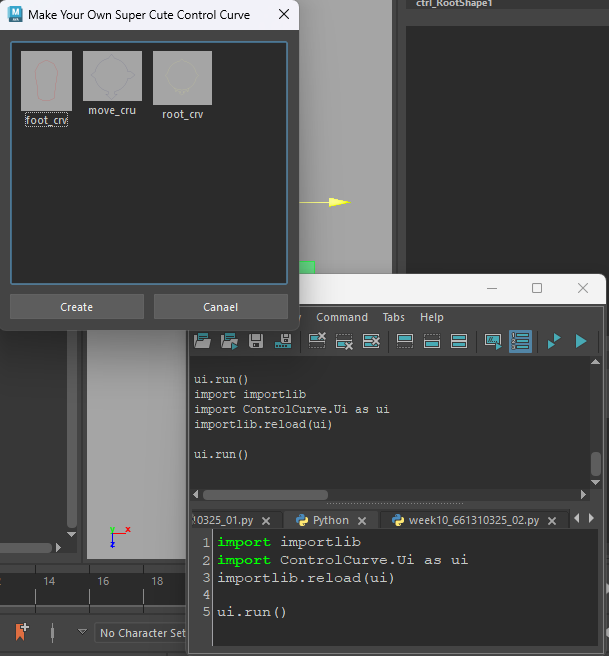 Make Your Own Super Cute Control Curve
ctrl_RootShape1
foot_crv
move_cru
root_crv
Create
Canael
Command Tabs Help
ui.run()
import importlib
import ControlCurve.Ui as ui
importlib.reload(ui)
ui.run()
0325_01.py
Python
week10_661310325_02.py
1 import importlib
2 import ControlCurve.Ui as ui
3 importlib.reload(ui)
4
5 ui.run()
14 16 18
No Character Set